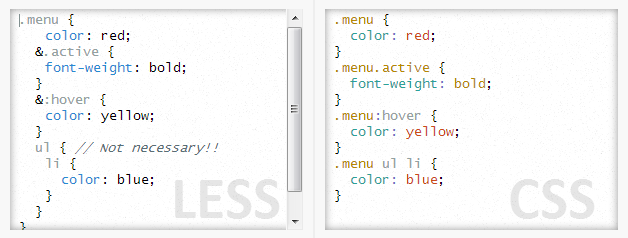 .menu {
  color: red;
  &.active {
    font-weight: bold;
  }
  &:hover {
    color: yellow;
  }
  ul { // Not necessary!!
    li {
      color: blue;
    }
  }
}
LESS
.menu {
  color: red;
}
.menu.active {
  font-weight: bold;
}
.menu:hover {
  color: yellow;
}
.menu ul li {
  color: blue;
}
CSS